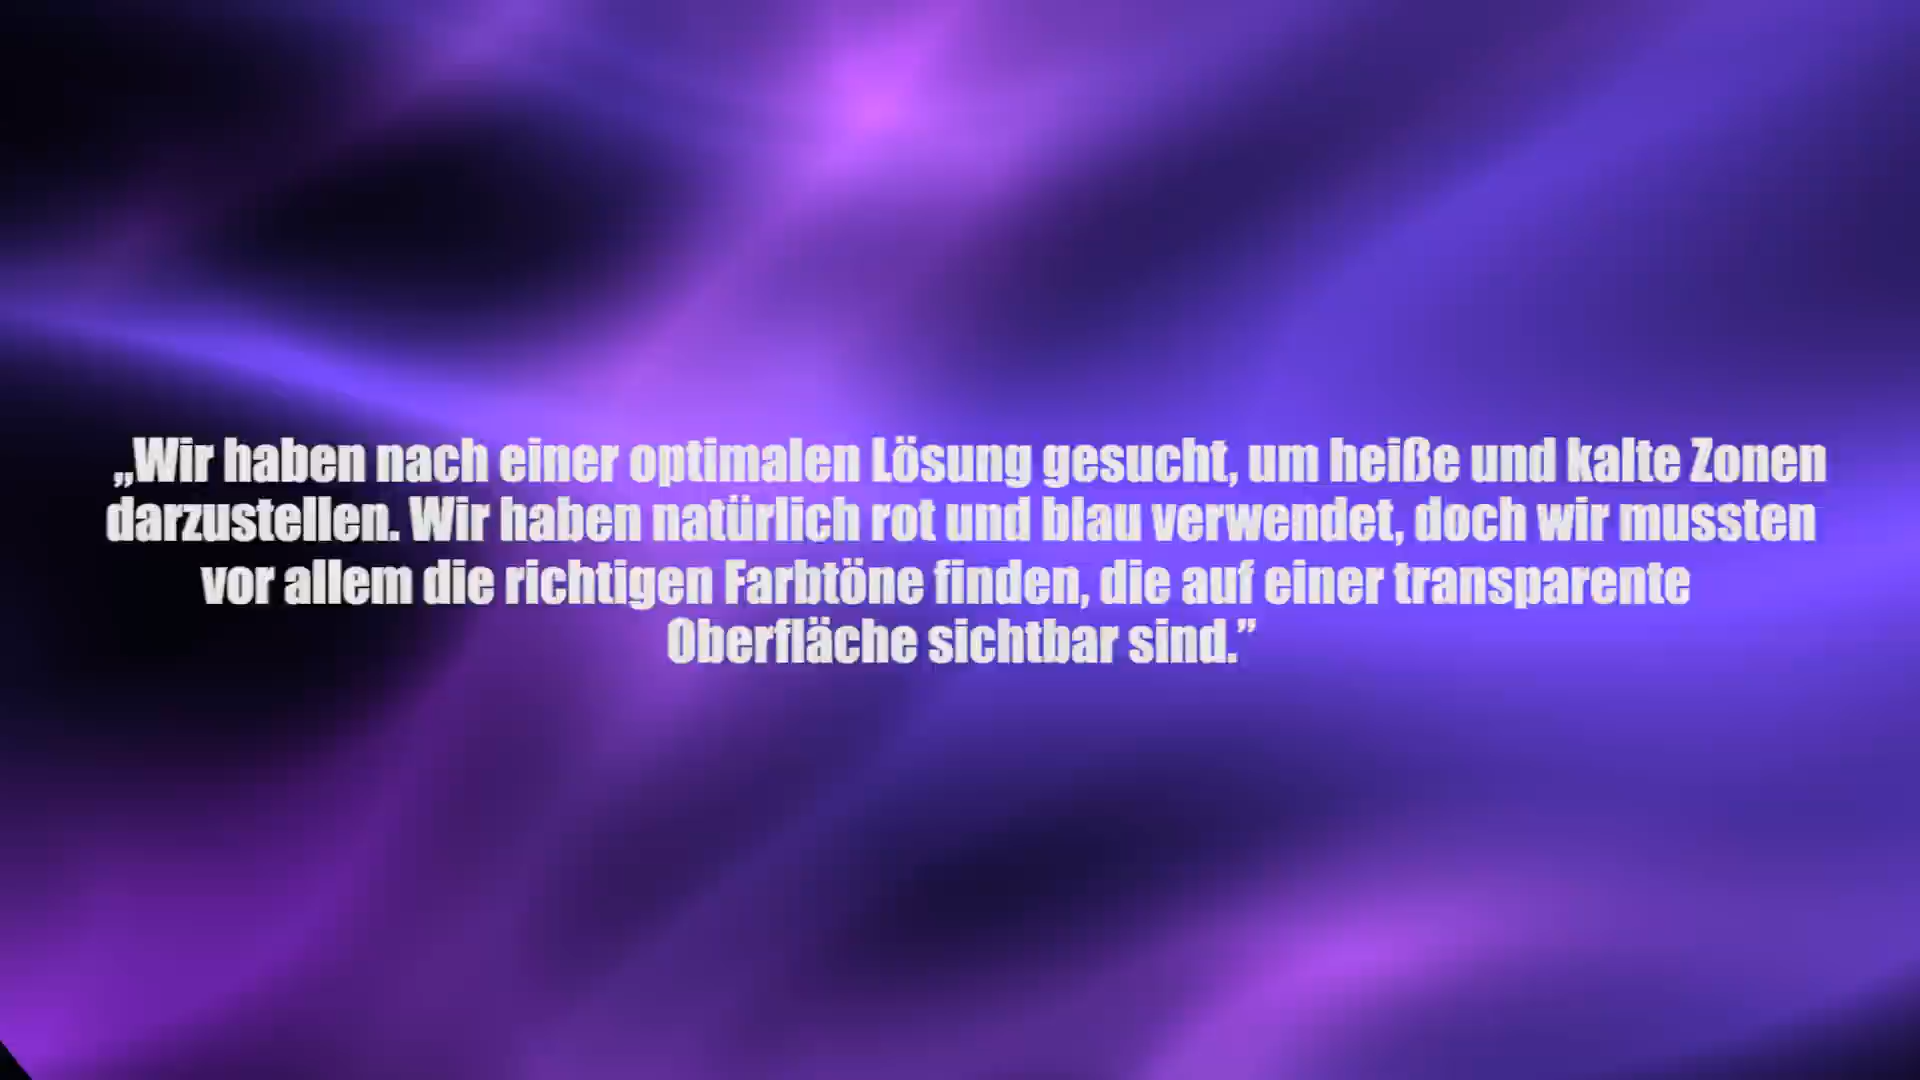 „Wir haben nach einer optimalen Lösung gesucht, um heiße und kalte Zonen
darzustellen. Wir haben natürlich rot und blau verwendet, doch wir mussten
vor allem die richtigen Farbtöne finden, die auf einer transparente
Oberfläche sichtbar sind.”